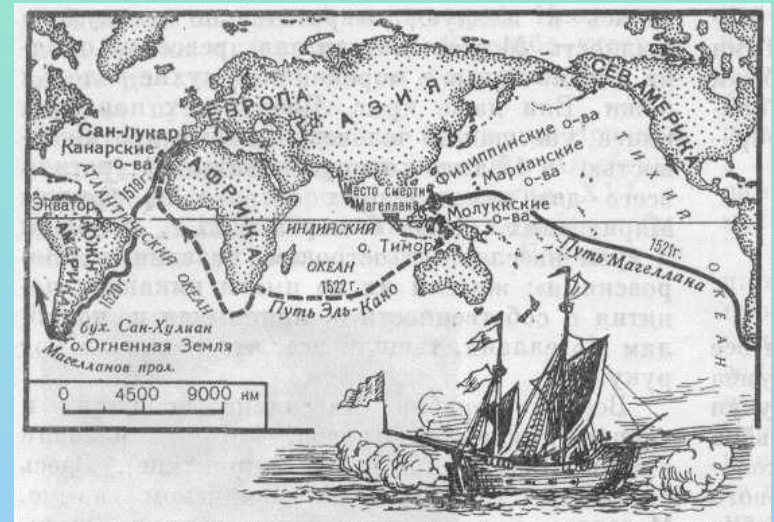 ЕВРОПА
АЗИЯ
СЕВ. АМЕРИКА
Сан-Лукар
Канарские
о-ва
АФРИКА
Филиппинские о-ва
Марианские
о-ва
Место смерти
Магеллана
Молуккские
о-ва
Экватор
АТЛАНТИЧЕСКИЙ ОКЕАН
1519г.
ЮЖН.
АМЕРИКА
ИНДИЙСКИЙ
ОКЕАН
о. Тимор
1522г.
Путь Эль-Кано
Путь Магеллана
1521г.
ОКЕАН
бух. Сан-Хулиан
о.Огненная Земля
Магелланов прол.
0 4500 9000 км